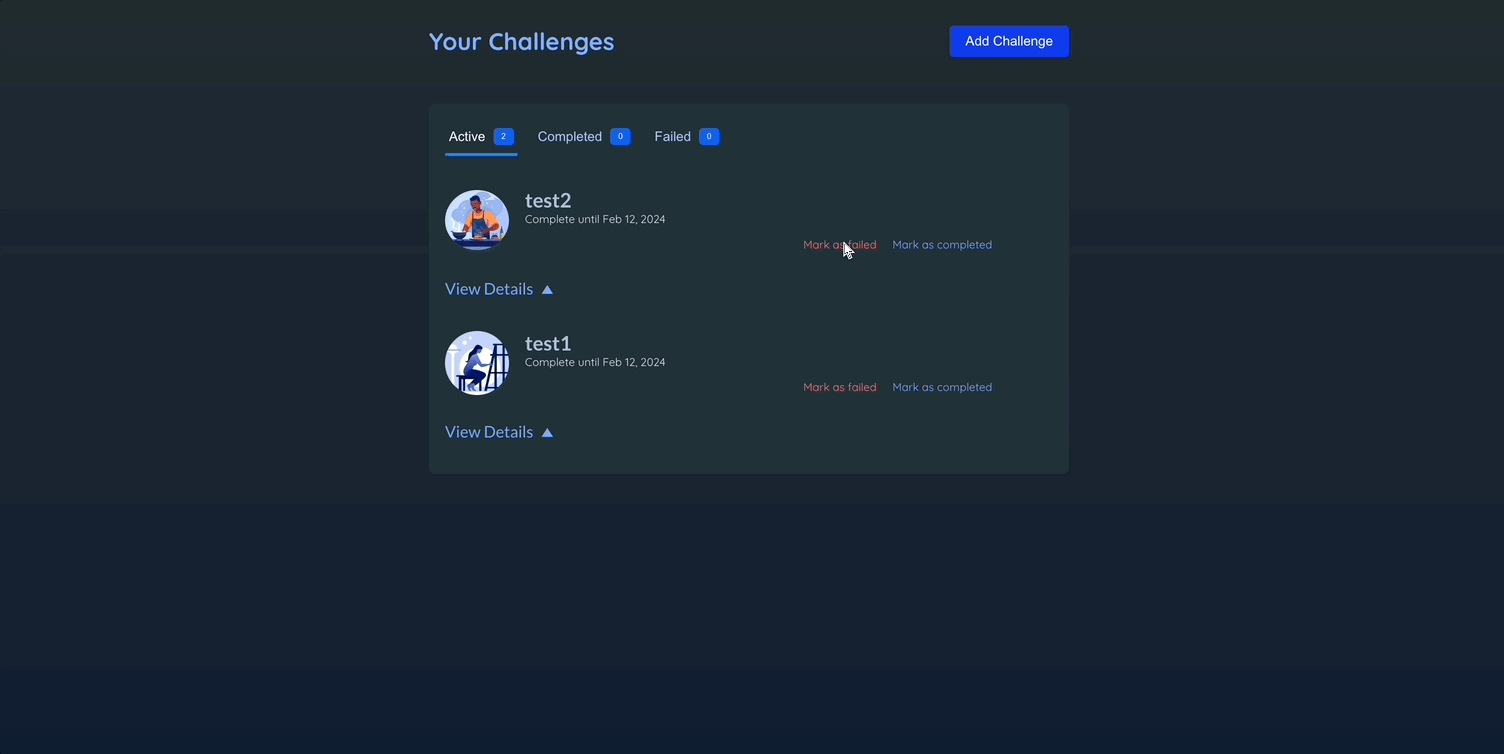 Your Challenges
Add Challenge
Active 2 Completed 0 Failed 0
test2
Complete until Feb 12, 2024
Mark as failed Mark as completed
View Details
test1
Complete until Feb 12, 2024
Mark as failed Mark as completed
View Details